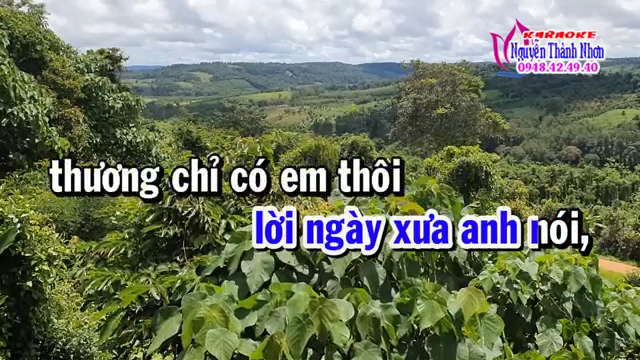 KARAOKE
Nguyễn Thành Nhơn
0948.42.49.40
thương chỉ có em thôi
lời ngày xưa anh nói,